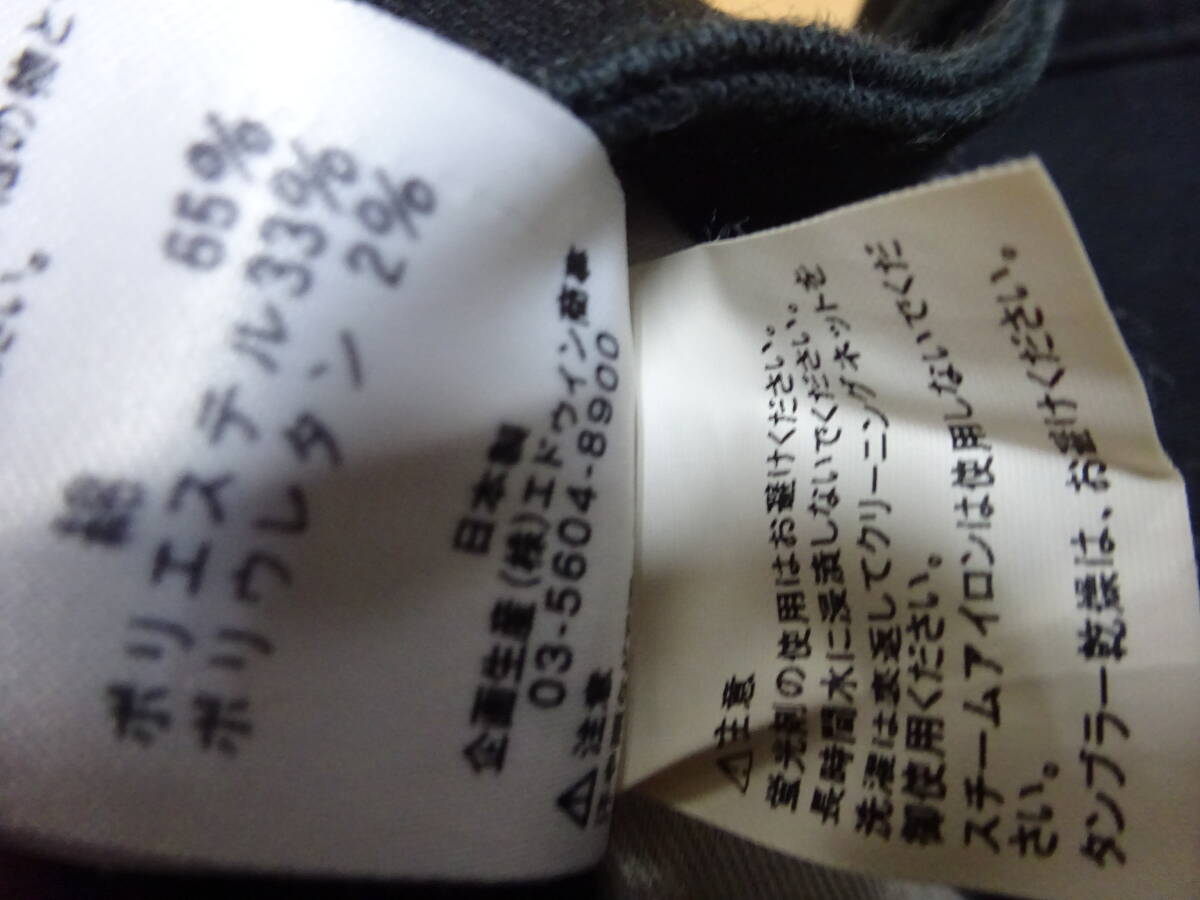 綿 65%
ポリエステル33%
ポリウレタン 2%
日本製
企画生産(株)エドウイン商事
03-5604-8900
⚠注意
⚠注意
蛍光剤の使用はお避けください。
長時間水に浸漬しないでください。
洗濯は裏返してクリーニングネットを
御使用ください。
スチームアイロンは使用しないでくだ
さい。
タンブラー乾燥は、お避けください。